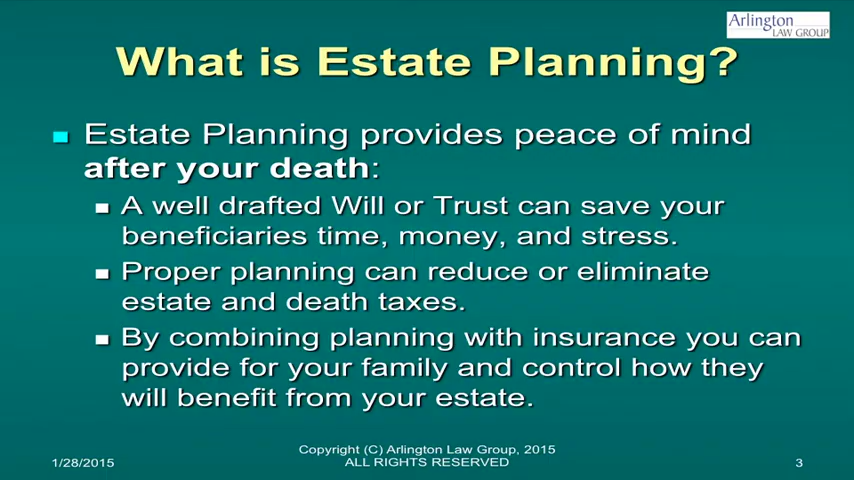 Arlington
LAW GROUP
What is Estate Planning?
Estate Planning provides peace of mind
after your death:
A well drafted Will or Trust can save your
beneficiaries time, money, and stress.
Proper planning can reduce or eliminate
estate and death taxes.
By combining planning with insurance you can
provide for your family and control how they
will benefit from your estate.
1/28/2015
Copyright (C) Arlington Law Group, 2015
ALL RIGHTS RESERVED
3